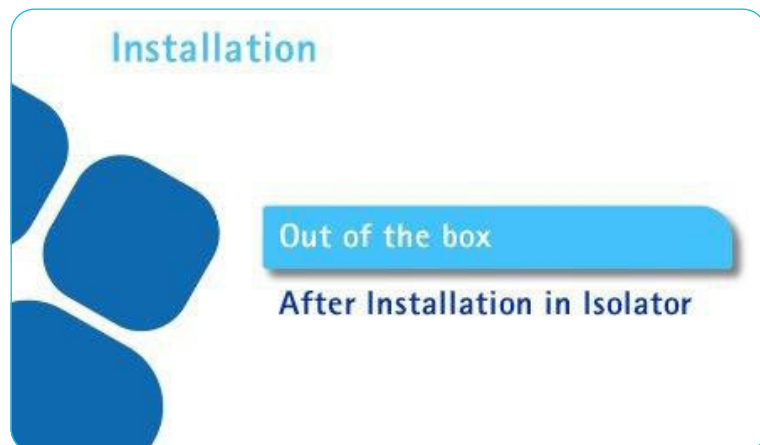 Installation
Out of the box
After Installation in Isolator